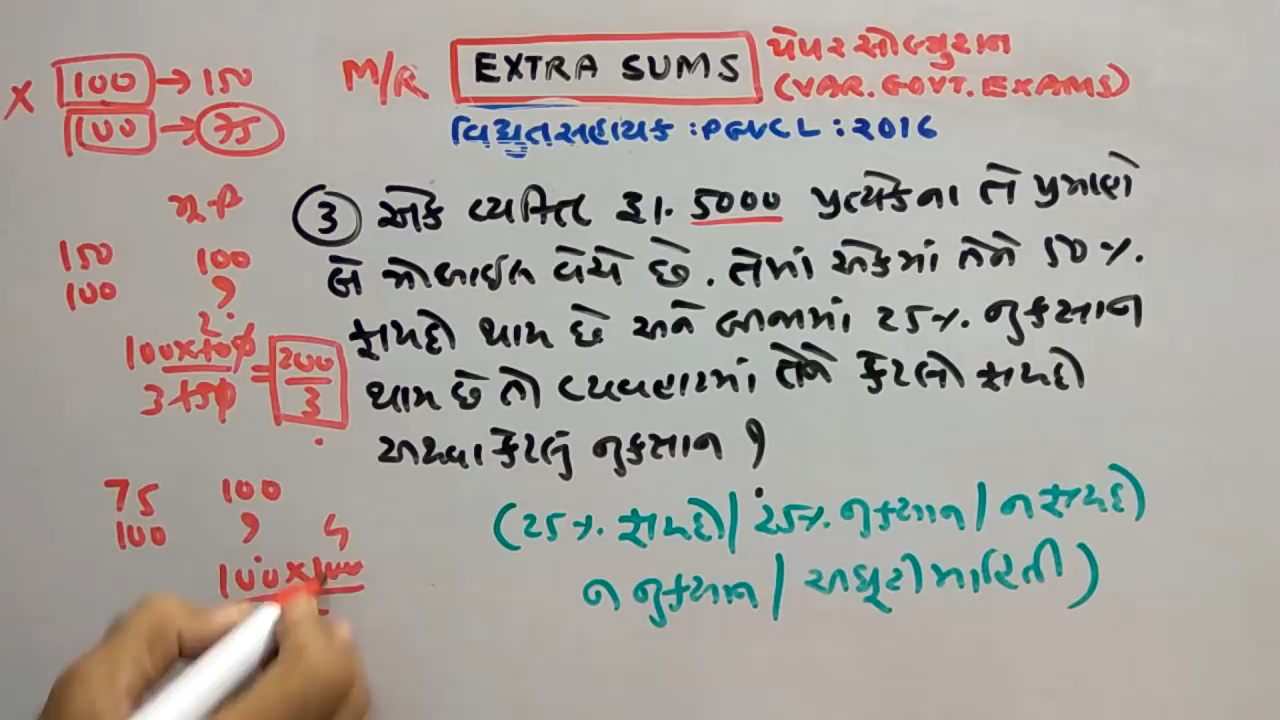 M/R EXTRA SUMS પેપર સોલ્યુશન
(VAR. GOVT. EXAMS)
વિદ્યુતસહાયક : PGVCL : 2016
③ એક વ્યક્તિ રૂા. 5000 પ્રત્યેકના તે પ્રમાણે
બે મોબાઈલ વેચે છે. તેમાં એકમાં તેને 50%
ફાયદો થાય છે અને બીજામાં 25% નુકસાન
થાય છે તો વ્યવહારમાં તેને કેટલો ફાયદો
અથવા કેટલું નુકસાન ?
(25% ફાયદો / 25% નુકસાન / ન ફાયદો
ન નુકસાન / અધૂરી માહિતી)
X 100 → 150
100 → 75
મૂ.કિ
150 100
100 ?
2
100×100
3 150
= 200
3
75 100
100 ?
4
100×100